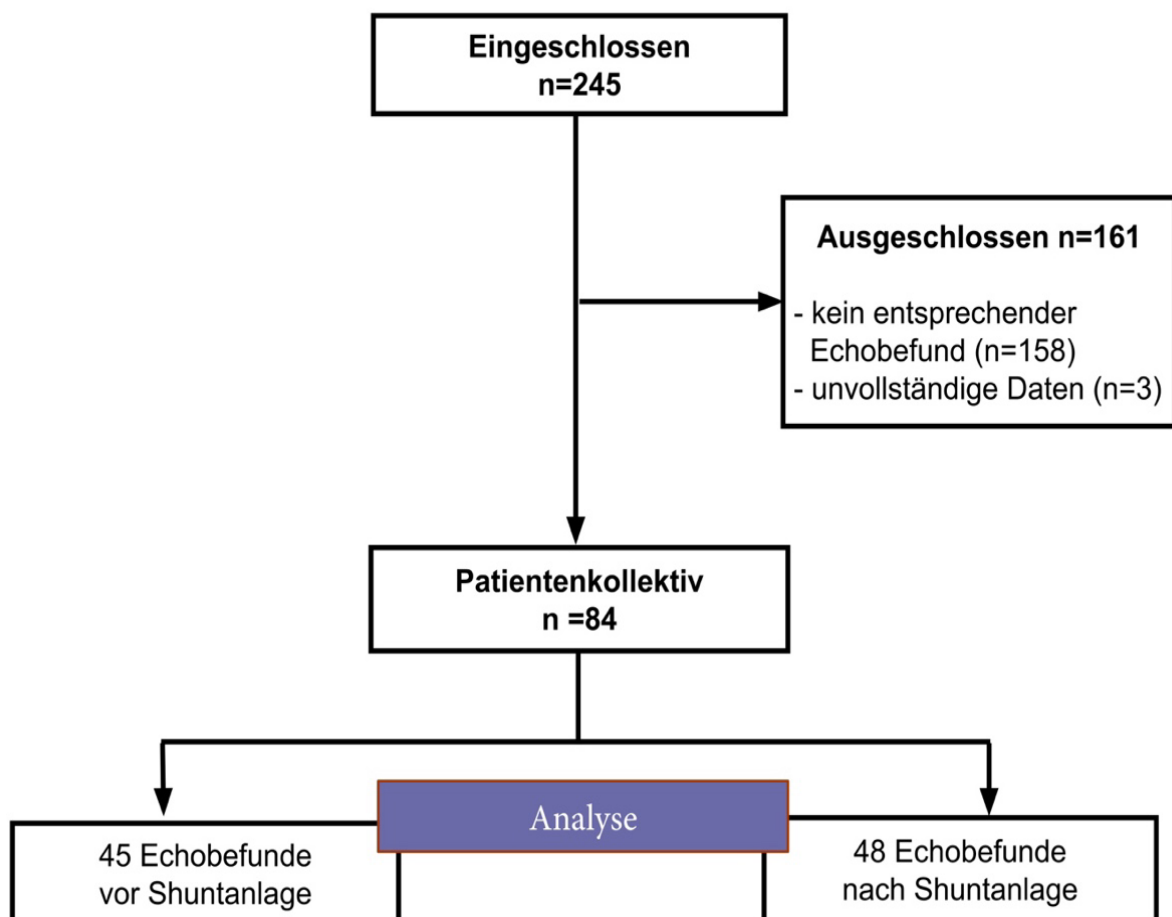 Eingeschlossen
n=245
Ausgeschlossen n=161
- kein entsprechender
Echobefund (n=158)
- unvollständige Daten (n=3)
Patientenkollektiv
n =84
Analyse
45 Echobefunde
vor Shuntanlage
48 Echobefunde
nach Shuntanlage